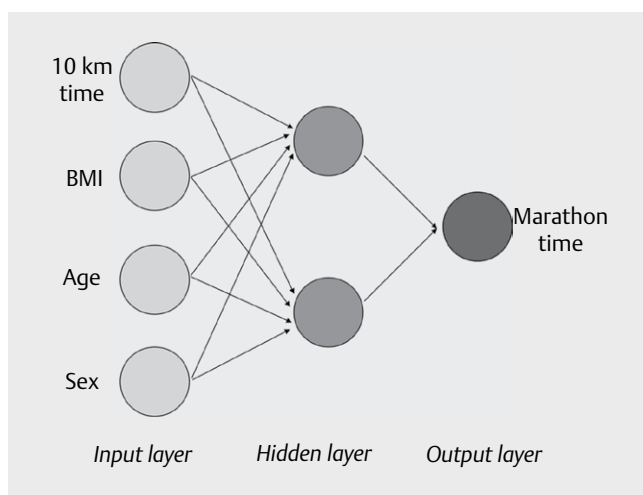 10 km
time
BMI
Age
Sex
Marathon
time
Input layer
Hidden layer
Output layer